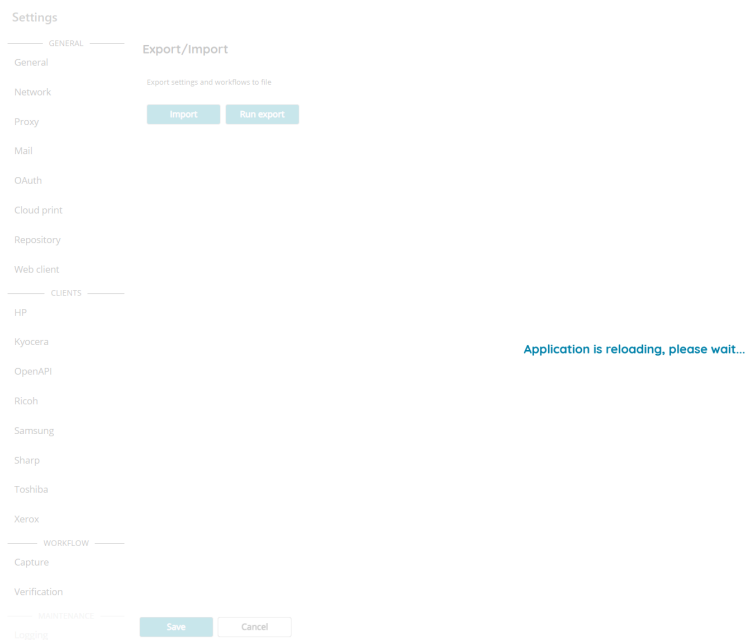 Settings
GENERAL
General
Network
Proxy
Mail
OAuth
Cloud print
Repository
Web client
CLIENTS
HP
Kyocera
OpenAPI
Ricoh
Samsung
Sharp
Toshiba
Xerox
WORKFLOW
Capture
Verification
MAINTENANCE
Logging
Export/Import
Export settings and workflows to file
Import Run export
Application is reloading, please wait...
Save Cancel